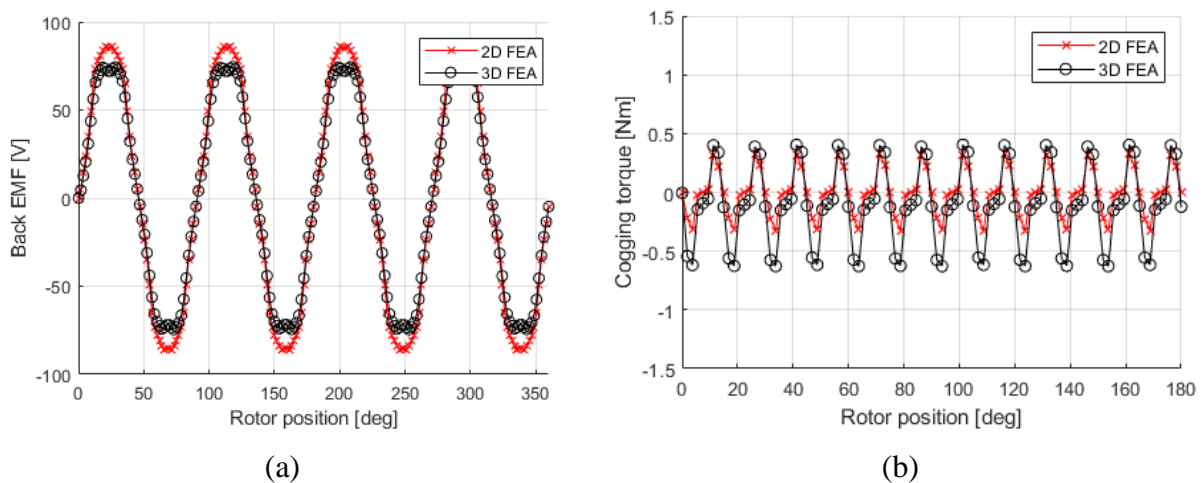 100
50
0
-50
-100
Back EMF [V]
0 50 100 150 200 250 300 350
Rotor position [deg]
2D FEA
3D FEA
(a)
1.5
1
0.5
0
-0.5
-1
-1.5
Cogging torque [Nm]
0 20 40 60 80 100 120 140 160 180
Rotor position [deg]
2D FEA
3D FEA
(b)